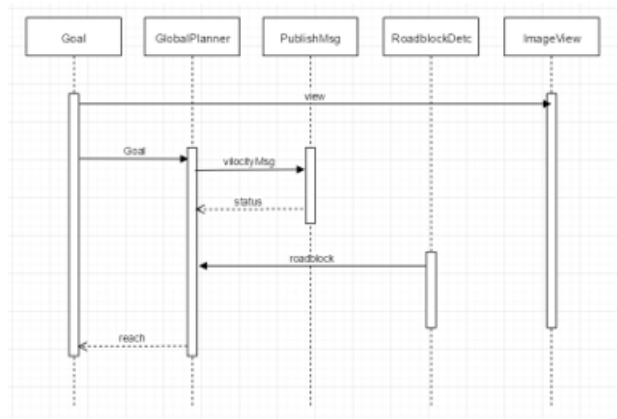 Goal
GlobalPlanner
PublishMsg
RoadblockDetc
ImageView
view
Goal
vilocityMsg
status
roadblock
reach